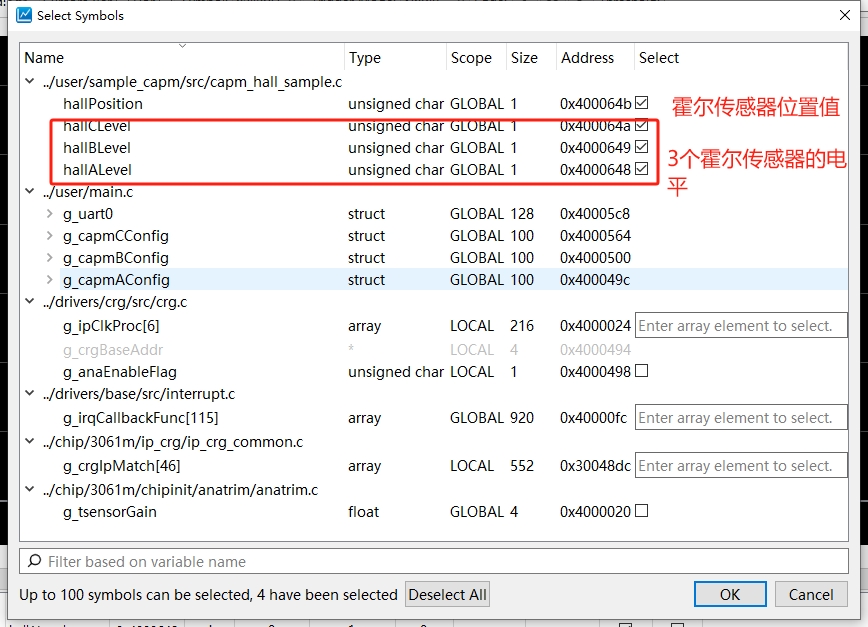 Select Symbols
Name Type Scope Size Address Select
../user/sample_capm/src/capm_hall_sample.c
hallPosition unsigned char GLOBAL 1 0x400064b
霍尔传感器位置值
hallCLevel unsigned char GLOBAL 1 0x400064a
hallBLevel unsigned char GLOBAL 1 0x4000649
hallALevel unsigned char GLOBAL 1 0x4000648
3个霍尔传感器的电
平
../user/main.c
g_uart0 struct GLOBAL 128 0x40005c8
g_capmCConfig struct GLOBAL 100 0x4000564
g_capmBConfig struct GLOBAL 100 0x4000500
g_capmAConfig struct GLOBAL 100 0x400049c
../drivers/crg/src/crg.c
g_ipClkProc[6] array LOCAL 216 0x4000024 Enter array element to select.
g_crgBaseAddr * LOCAL 4 0x4000494
g_anaEnableFlag unsigned char LOCAL 1 0x4000498
../drivers/base/src/interrupt.c
g_irqCallbackFunc[115] array GLOBAL 920 0x40000fc Enter array element to select.
../chip/3061m/ip_crg/ip_crg_common.c
g_crgIpMatch[46] array LOCAL 552 0x30048dc Enter array element to select.
../chip/3061m/chipinit/anatrim/anatrim.c
g_tsensorGain float GLOBAL 4 0x4000020
Filter based on variable name
Up to 100 symbols can be selected, 4 have been selected Deselect All OK Cancel